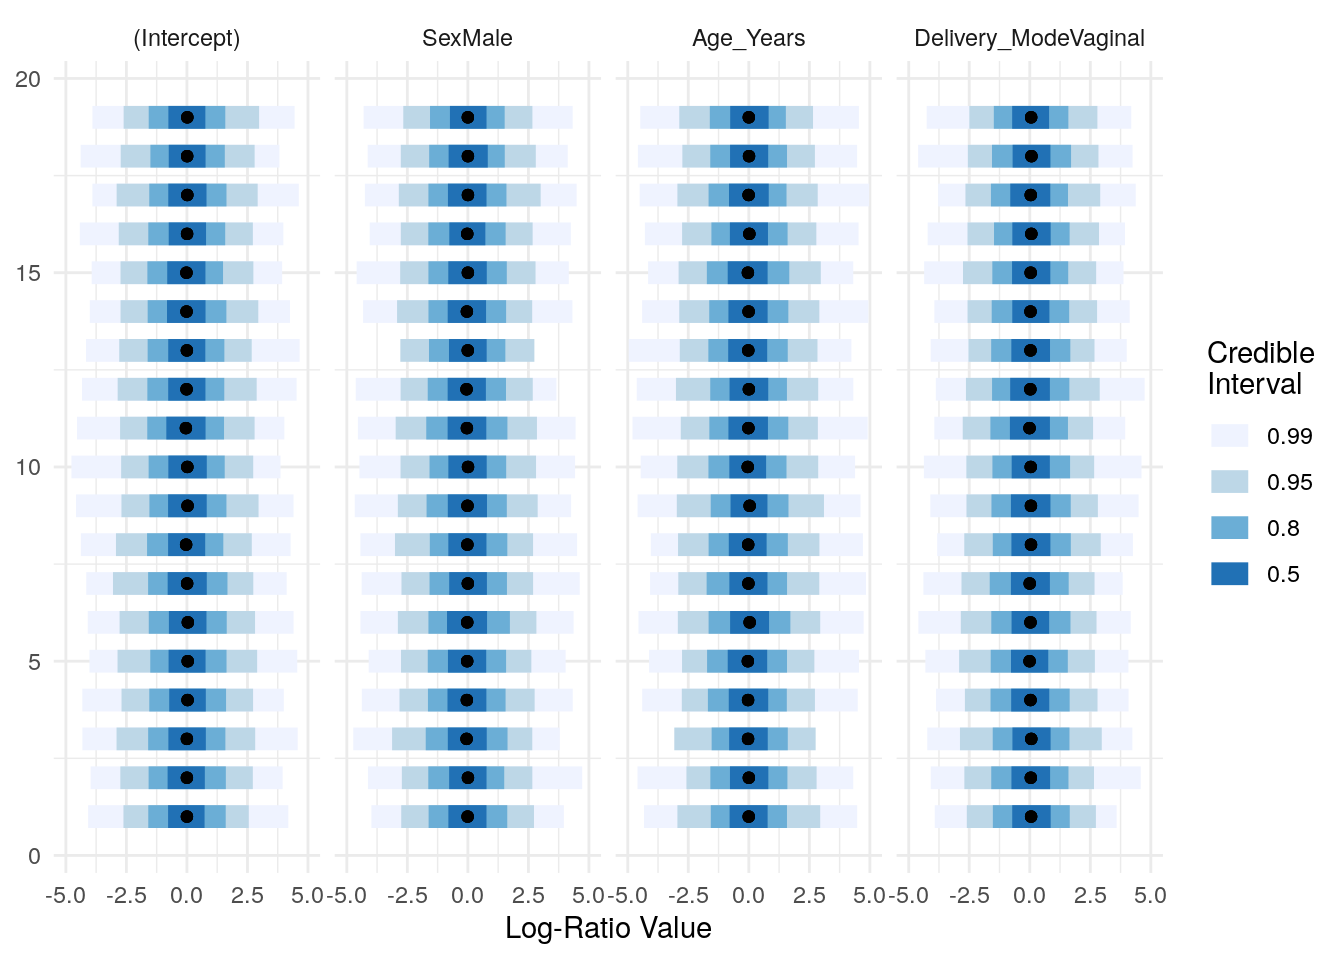 (Intercept) SexMale Age_Years Delivery_ModeVaginal
20
15
10
5
0
-5.0 -2.5 0.0 2.5 5.0 -5.0 -2.5 0.0 2.5 5.0 -5.0 -2.5 0.0 2.5 5.0 -5.0 -2.5 0.0 2.5 5.0
Log-Ratio Value
Credible
Interval
0.99
0.95
0.8
0.5